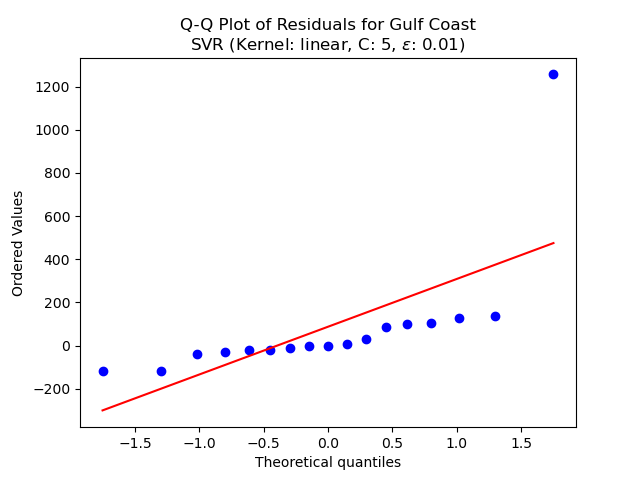 Q-Q Plot of Residuals for Gulf Coast
SVR (Kernel: linear, C: 5, ε: 0.01)
Ordered Values
1200
1000
800
600
400
200
0
−200
−1.5 −1.0 −0.5 0.0 0.5 1.0 1.5
Theoretical quantiles